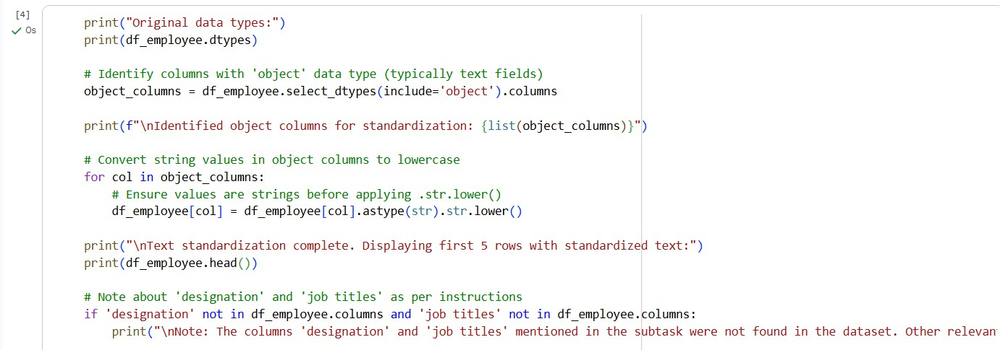 [4]
0s
print("Original data types:")
print(df_employee.dtypes)
# Identify columns with 'object' data type (typically text fields)
object_columns = df_employee.select_dtypes(include='object').columns
print(f"\nIdentified object columns for standardization: {list(object_columns)}")
# Convert string values in object columns to lowercase
for col in object_columns:
    # Ensure values are strings before applying .str.lower()
    df_employee[col] = df_employee[col].astype(str).str.lower()
print("\nText standardization complete. Displaying first 5 rows with standardized text:")
print(df_employee.head())
# Note about 'designation' and 'job titles' as per instructions
if 'designation' not in df_employee.columns and 'job titles' not in df_employee.columns:
    print("\nNote: The columns 'designation' and 'job titles' mentioned in the subtask were not found in the dataset. Other relevan